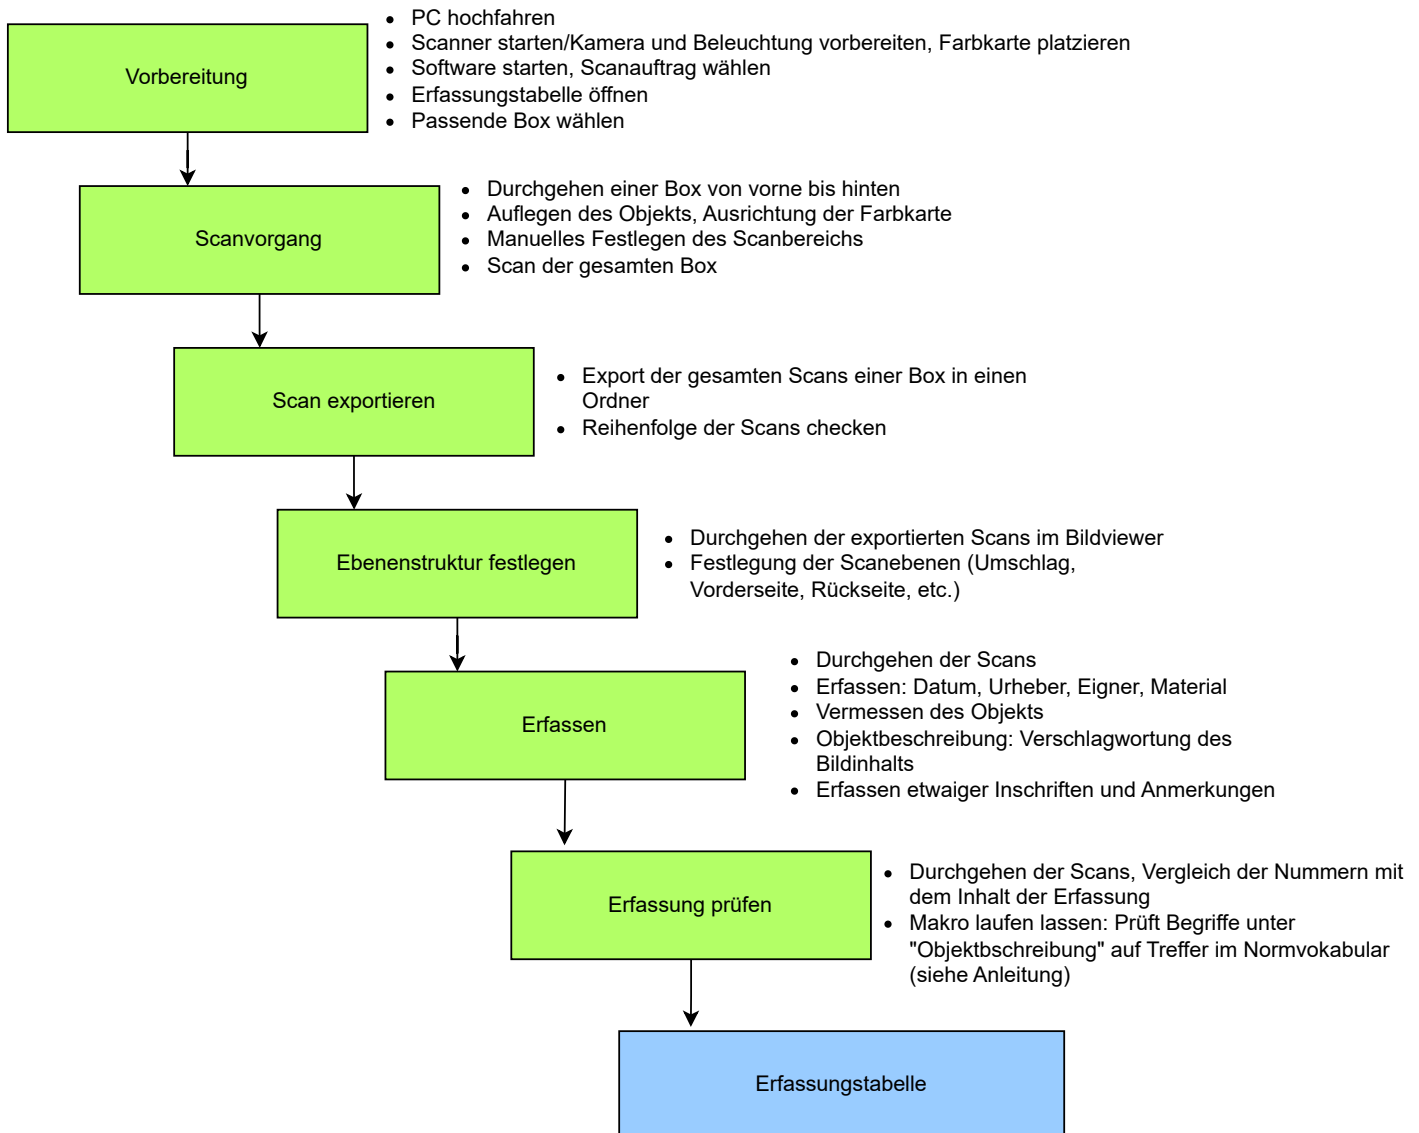 Vorbereitung
• PC hochfahren
• Scanner starten/Kamera und Beleuchtung vorbereiten, Farbkarte platzieren
• Software starten, Scanauftrag wählen
• Erfassungstabelle öffnen
• Passende Box wählen
Scanvorgang
• Durchgehen einer Box von vorne bis hinten
• Auflegen des Objekts, Ausrichtung der Farbkarte
• Manuelles Festlegen des Scanbereichs
• Scan der gesamten Box
Scan exportieren
• Export der gesamten Scans einer Box in einen
Ordner
• Reihenfolge der Scans checken
Ebenenstruktur festlegen
• Durchgehen der exportierten Scans im Bildviewer
• Festlegung der Scanebenen (Umschlag,
Vorderseite, Rückseite, etc.)
Erfassen
• Durchgehen der Scans
• Erfassen: Datum, Urheber, Eigner, Material
• Vermessen des Objekts
• Objektbeschreibung: Verschlagwortung des
Bildinhalts
• Erfassen etwaiger Inschriften und Anmerkungen
Erfassung prüfen
• Durchgehen der Scans, Vergleich der Nummern mit
dem Inhalt der Erfassung
• Makro laufen lassen: Prüft Begriffe unter
"Objektbschreibung" auf Treffer im Normvokabular
(siehe Anleitung)
Erfassungstabelle